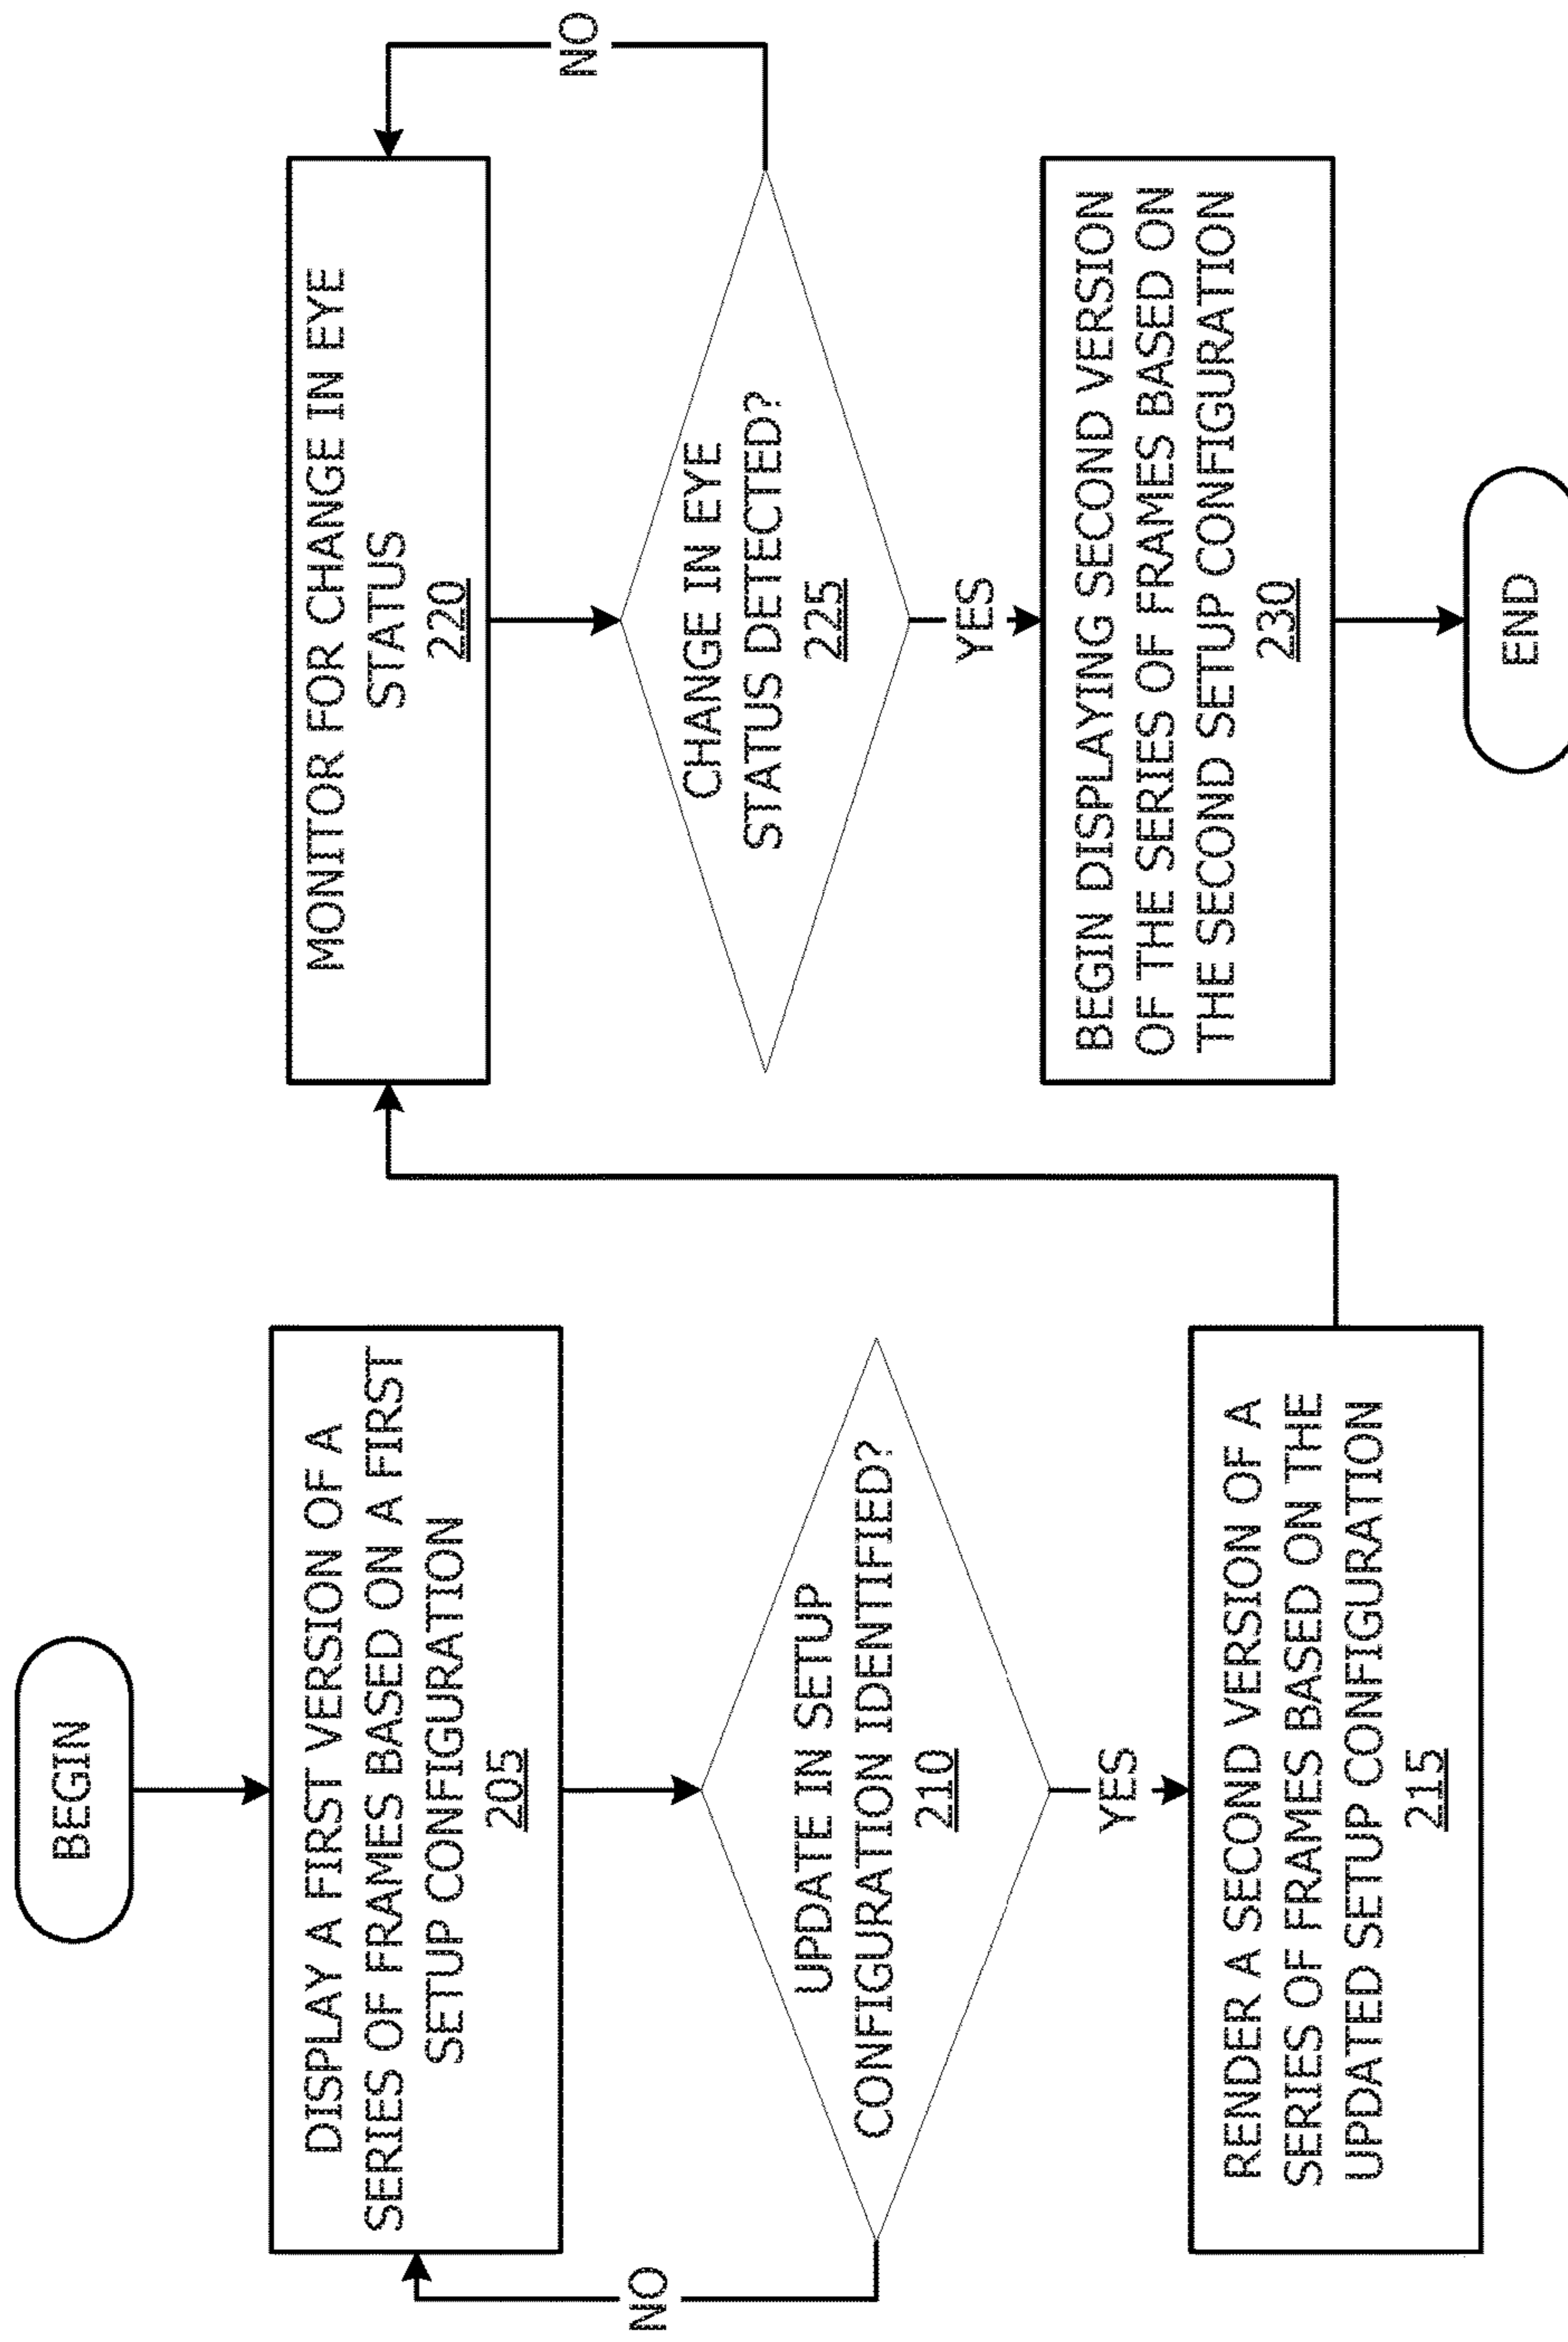 BEGIN
DISPLAY A FIRST VERSION OF A
SERIES OF FRAMES BASED ON A FIRST
SETUP CONFIGURATION
205
UPDATE IN SETUP
CONFIGURATION IDENTIFIED?
210
NO
YES
RENDER A SECOND VERSION OF A
SERIES OF FRAMES BASED ON THE
UPDATED SETUP CONFIGURATION
215
MONITOR FOR CHANGE IN EYE
STATUS
220
CHANGE IN EYE
STATUS DETECTED?
225
NO
YES
BEGIN DISPLAYING SECOND VERSION
OF THE SERIES OF FRAMES BASED ON
THE SECOND SETUP CONFIGURATION
230
END